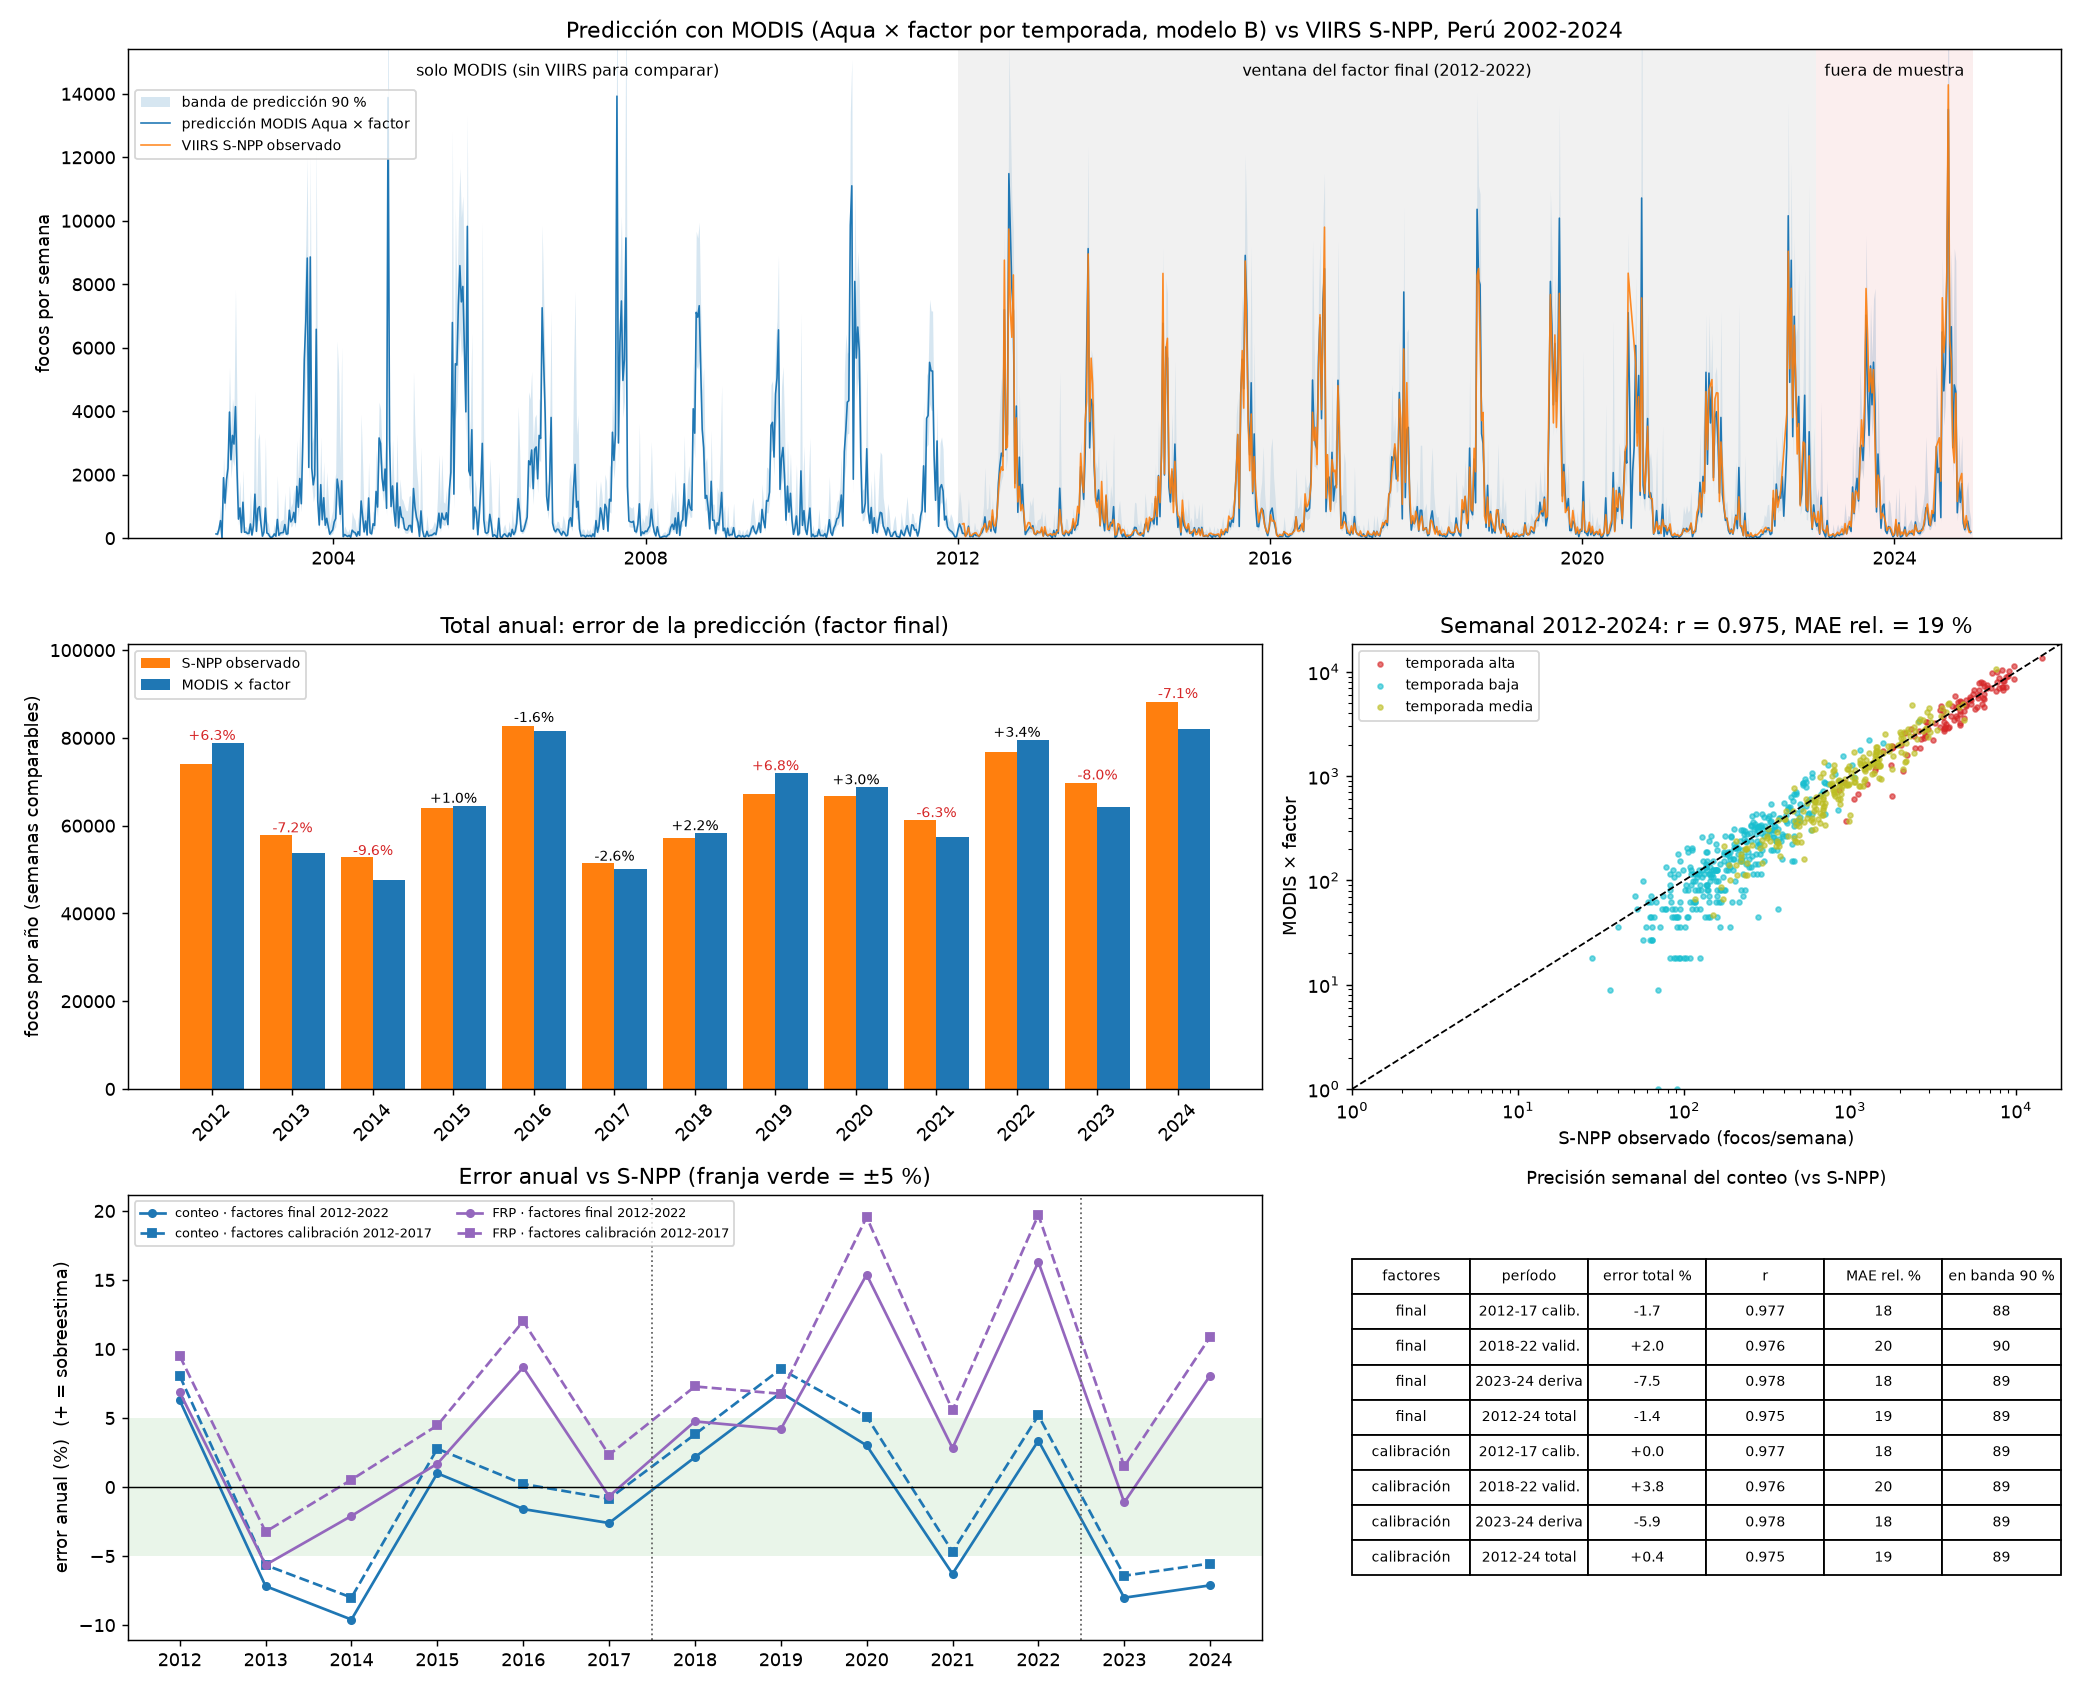 Predicción con MODIS (Aqua × factor por temporada, modelo B) vs VIIRS S-NPP, Perú 2002-2024
solo MODIS (sin VIIRS para comparar)
ventana del factor final (2012-2022)
fuera de muestra
banda de predicción 90 %
predicción MODIS Aqua × factor
VIIRS S-NPP observado
focos por semana
14000
12000
10000
8000
6000
4000
2000
0
2004 2008 2012 2016 2020 2024
Total anual: error de la predicción (factor final)
S-NPP observado
MODIS × factor
focos por año (semanas comparables)
100000
80000
60000
40000
20000
0
+6.3% -7.2% -9.6% +1.0% -1.6% -2.6% +2.2% +6.8% +3.0% -6.3% +3.4% -8.0% -7.1%
2012 2013 2014 2015 2016 2017 2018 2019 2020 2021 2022 2023 2024
Semanal 2012-2024: r = 0.975, MAE rel. = 19 %
temporada alta
temporada baja
temporada media
MODIS × factor
10⁴
10³
10²
10¹
10⁰
10⁰ 10¹ 10² 10³ 10⁴
S-NPP observado (focos/semana)
Error anual vs S-NPP (franja verde = ±5 %)
conteo · factores final 2012-2022
conteo · factores calibración 2012-2017
FRP · factores final 2012-2022
FRP · factores calibración 2012-2017
error anual (%) (+ = sobreestima)
20
15
10
5
0
−5
−10
2012 2013 2014 2015 2016 2017 2018 2019 2020 2021 2022 2023 2024
Precisión semanal del conteo (vs S-NPP)
factores período error total % r MAE rel. % en banda 90 %
final 2012-17 calib. -1.7 0.977 18 88
final 2018-22 valid. +2.0 0.976 20 90
final 2023-24 deriva -7.5 0.978 18 89
final 2012-24 total -1.4 0.975 19 89
calibración 2012-17 calib. +0.0 0.977 18 89
calibración 2018-22 valid. +3.8 0.976 20 89
calibración 2023-24 deriva -5.9 0.978 18 89
calibración 2012-24 total +0.4 0.975 19 89